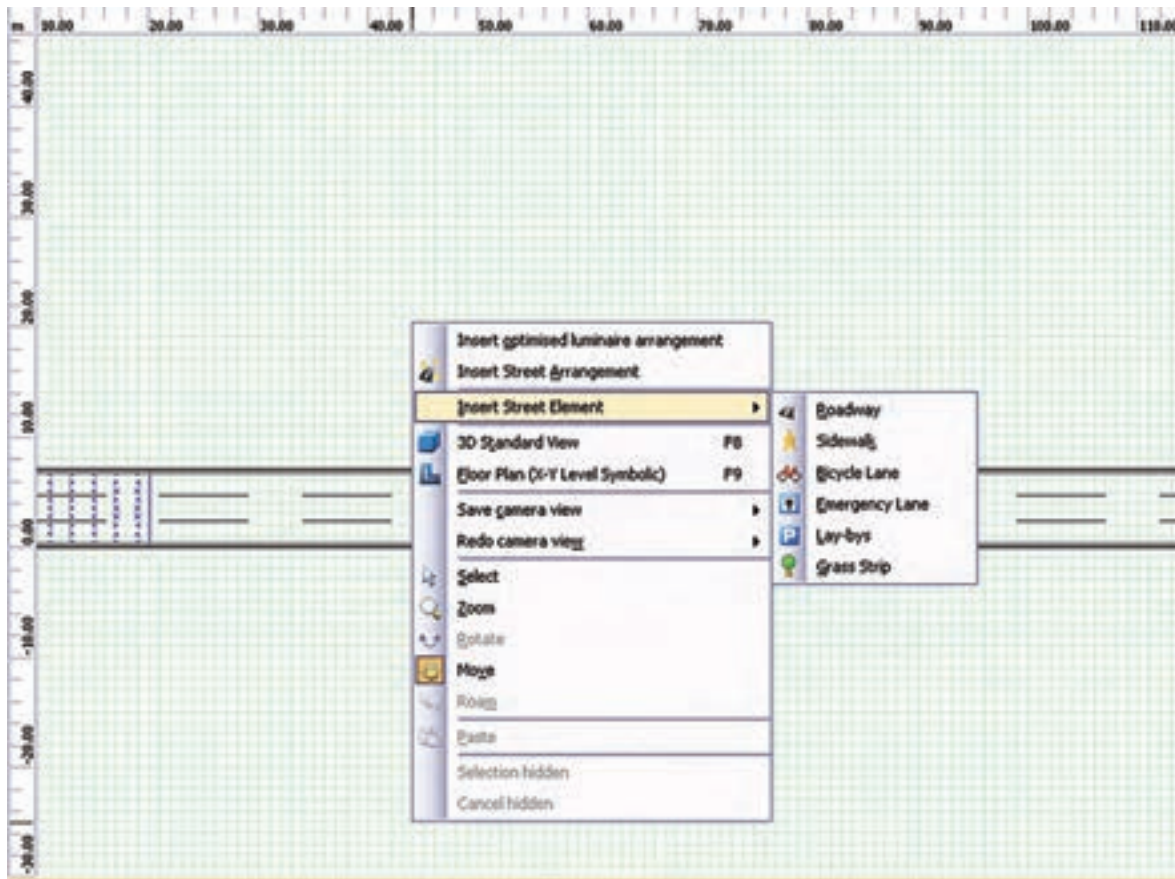 m 10.00 20.00 30.00 40.00 50.00 60.00 70.00 80.00 90.00 100.00 110.00
40.00
30.00
20.00
10.00
0.00
-10.00
-20.00
-30.00
Insert optimised luminaire arrangement
Insert Street Arrangement
Insert Street Element
3D Standard View F8
Floor Plan (X-Y Level Symbolic) F9
Save camera view
Redo camera view
Select
Zoom
Rotate
Move
Roam
Paste
Selection hidden
Cancel hidden
Roadway
Sidewalk
Bicycle Lane
Emergency Lane
P Lay-bys
Grass Strip